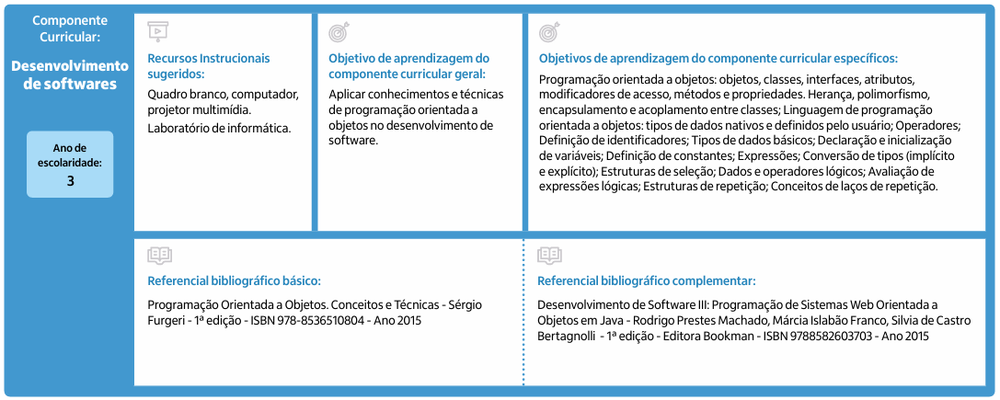 Componente
Curricular:
Desenvolvimento
de softwares
Ano de
escolaridade:
3
Recursos Instrucionais
sugeridos:
Quadro branco, computador,
projetor multimídia.
Laboratório de informática.
Objetivo de aprendizagem do
componente curricular geral:
Aplicar conhecimentos e técnicas
de programação orientada a
objetos no desenvolvimento de
software.
Objetivos de aprendizagem do componente curricular específicos:
Programação orientada a objetos: objetos, classes, interfaces, atributos,
modificadores de acesso, métodos e propriedades. Herança, polimorfismo,
encapsulamento e acoplamento entre classes; Linguagem de programação
orientada a objetos: tipos de dados nativos e definidos pelo usuário; Operadores;
Definição de identificadores; Tipos de dados básicos; Declaração e inicialização
de variáveis; Definição de constantes; Expressões; Conversão de tipos (implícito
e explícito); Estruturas de seleção; Dados e operadores lógicos; Avaliação de
expressões lógicas; Estruturas de repetição; Conceitos de laços de repetição.
Referencial bibliográfico básico:
Programação Orientada a Objetos. Conceitos e Técnicas - Sérgio
Furgeri - 1ª edição - ISBN 978-8536510804 - Ano 2015
Referencial bibliográfico complementar:
Desenvolvimento de Software III: Programação de Sistemas Web Orientada a
Objetos em Java - Rodrigo Prestes Machado, Márcia Islabão Franco, Silvia de Castro
Bertagnolli - 1ª edição - Editora Bookman - ISBN 9788582603703 - Ano 2015